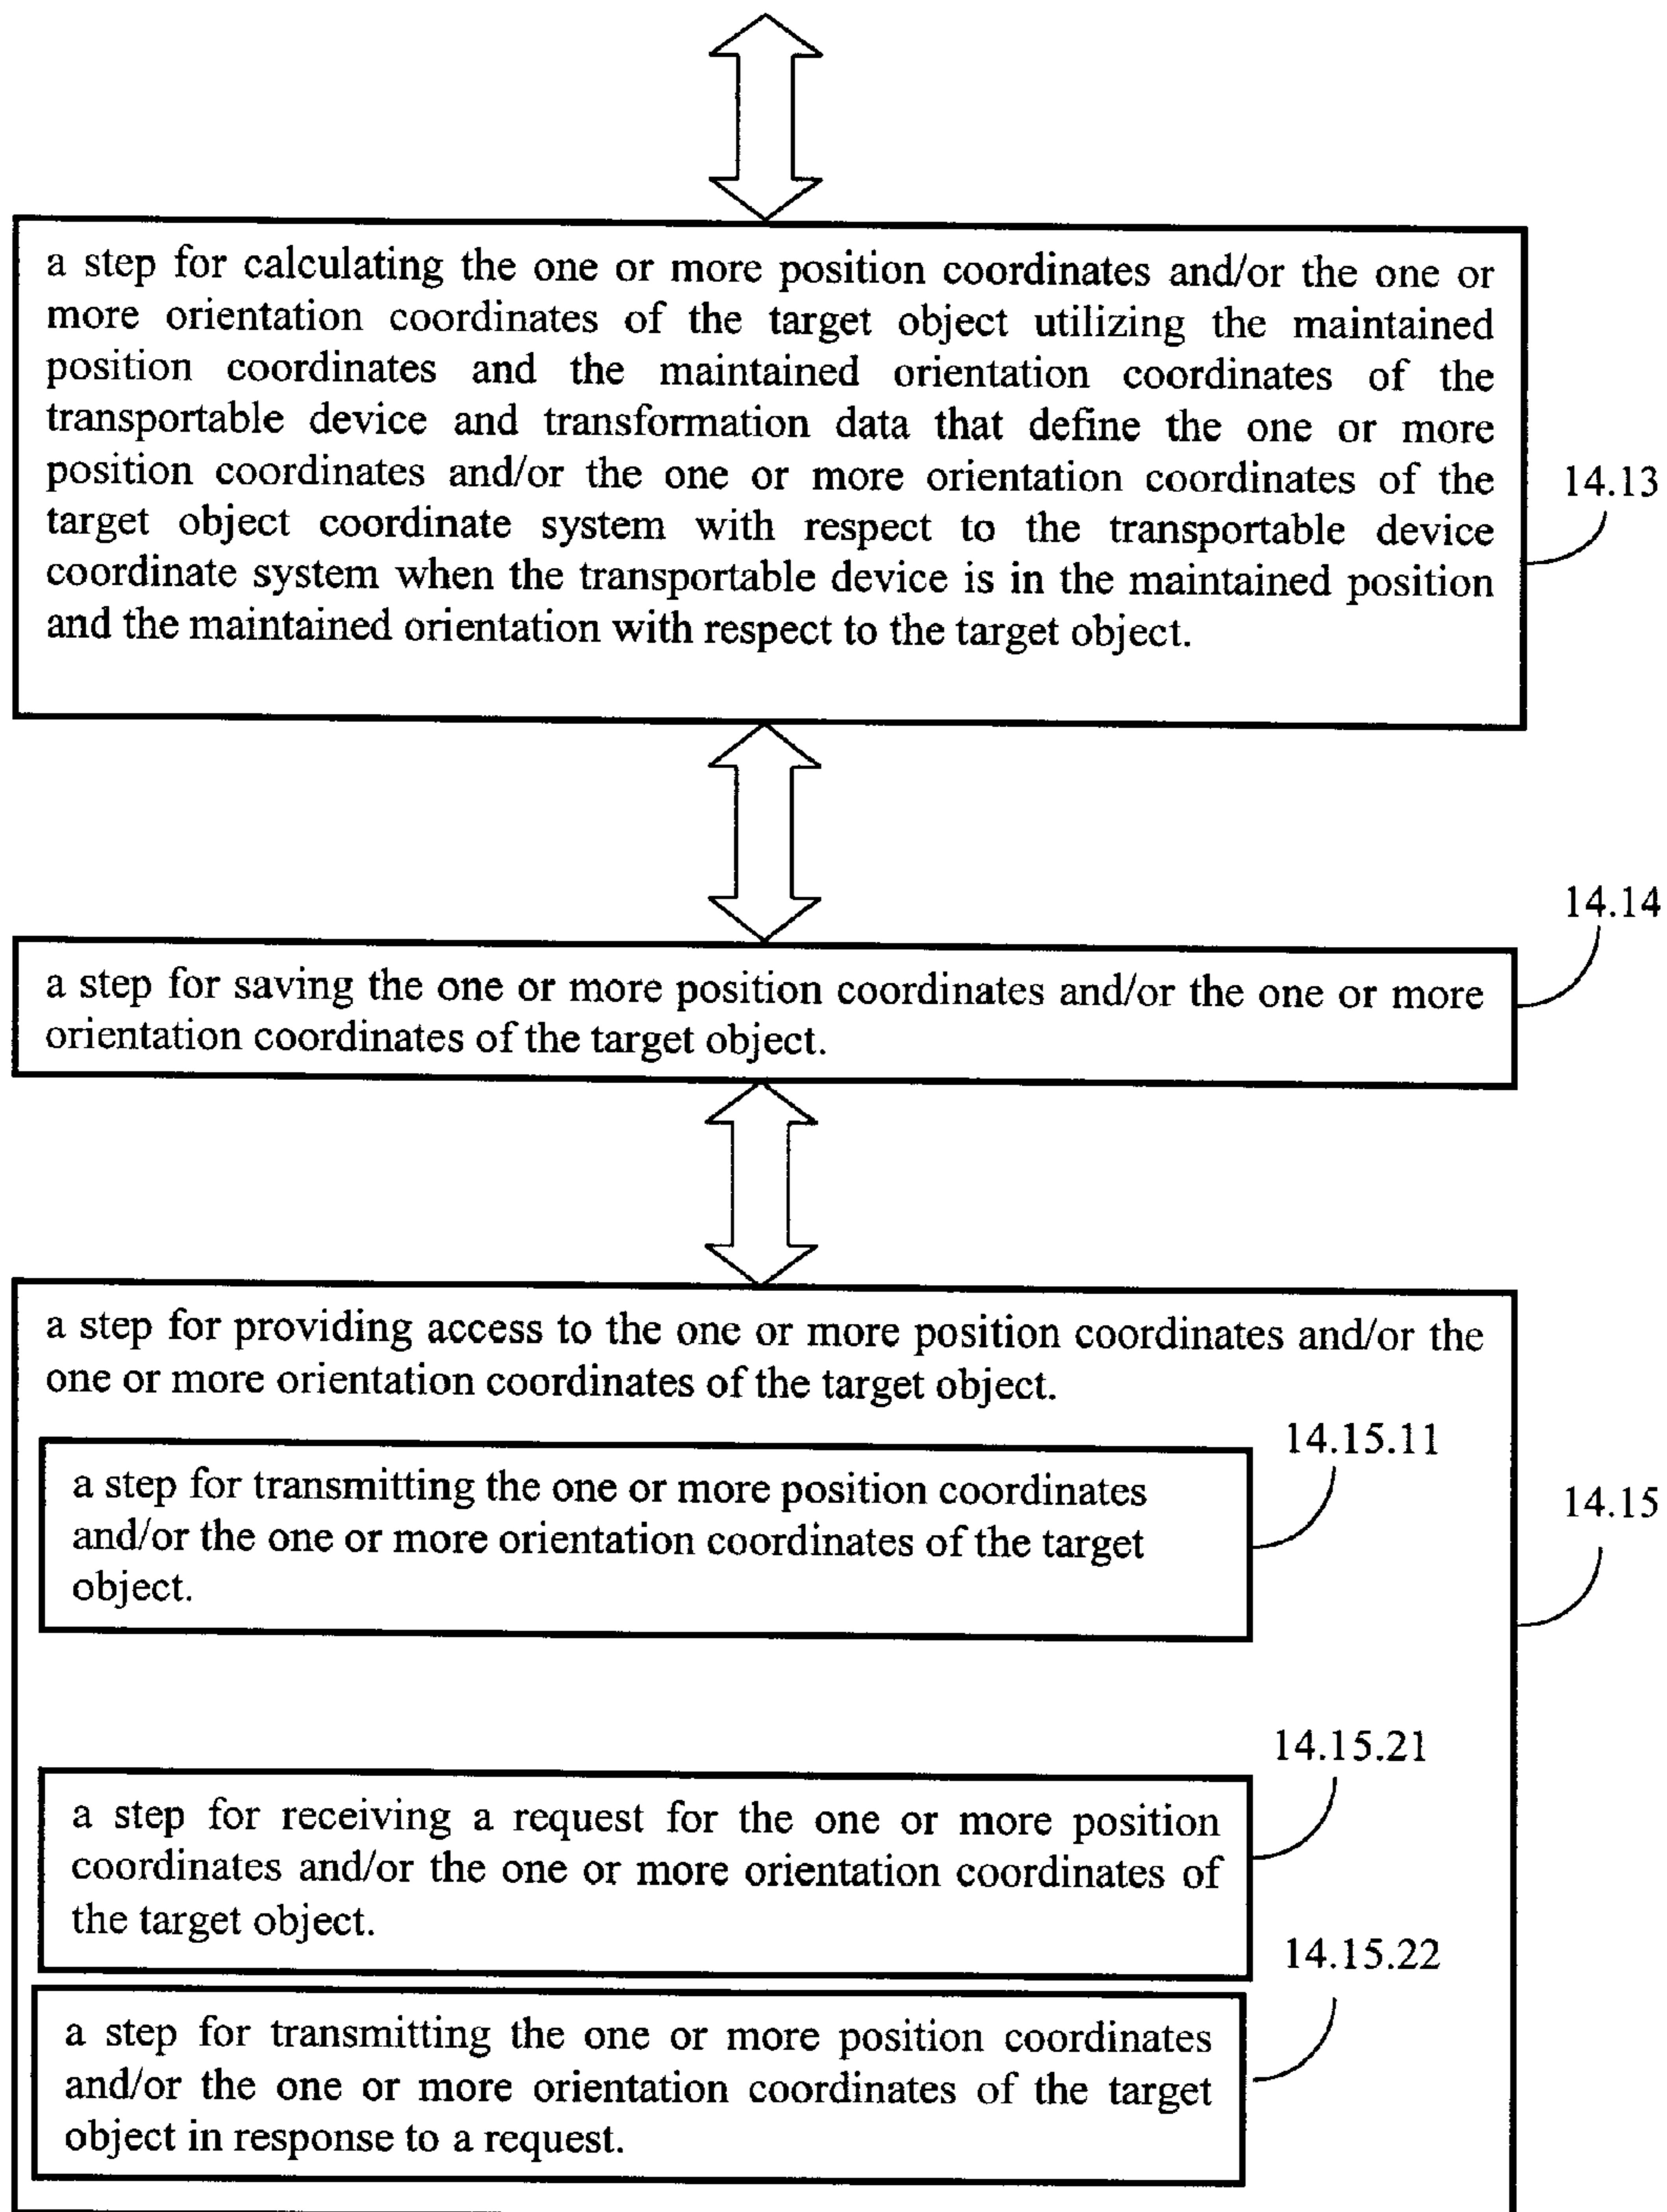 a step for calculating the one or more position coordinates and/or the one or
more orientation coordinates of the target object utilizing the maintained
position coordinates and the maintained orientation coordinates of the
transportable device and transformation data that define the one or more
position coordinates and/or the one or more orientation coordinates of the
target object coordinate system with respect to the transportable device
coordinate system when the transportable device is in the maintained position
and the maintained orientation with respect to the target object.
14.13
14.14
a step for saving the one or more position coordinates and/or the one or more
orientation coordinates of the target object.
a step for providing access to the one or more position coordinates and/or the
one or more orientation coordinates of the target object.
14.15.11
a step for transmitting the one or more position coordinates
and/or the one or more orientation coordinates of the target
object.
14.15
14.15.21
a step for receiving a request for the one or more position
coordinates and/or the one or more orientation coordinates of
the target object.
14.15.22
a step for transmitting the one or more position coordinates
and/or the one or more orientation coordinates of the target
object in response to a request.